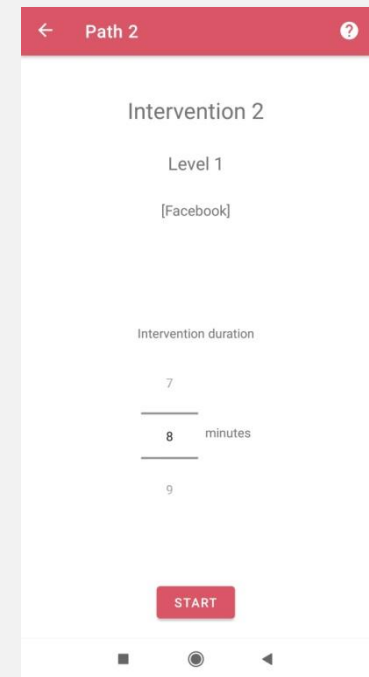 Path 2
?
Intervention 2
Level 1
[Facebook]
Intervention duration
7
8 minutes
9
START